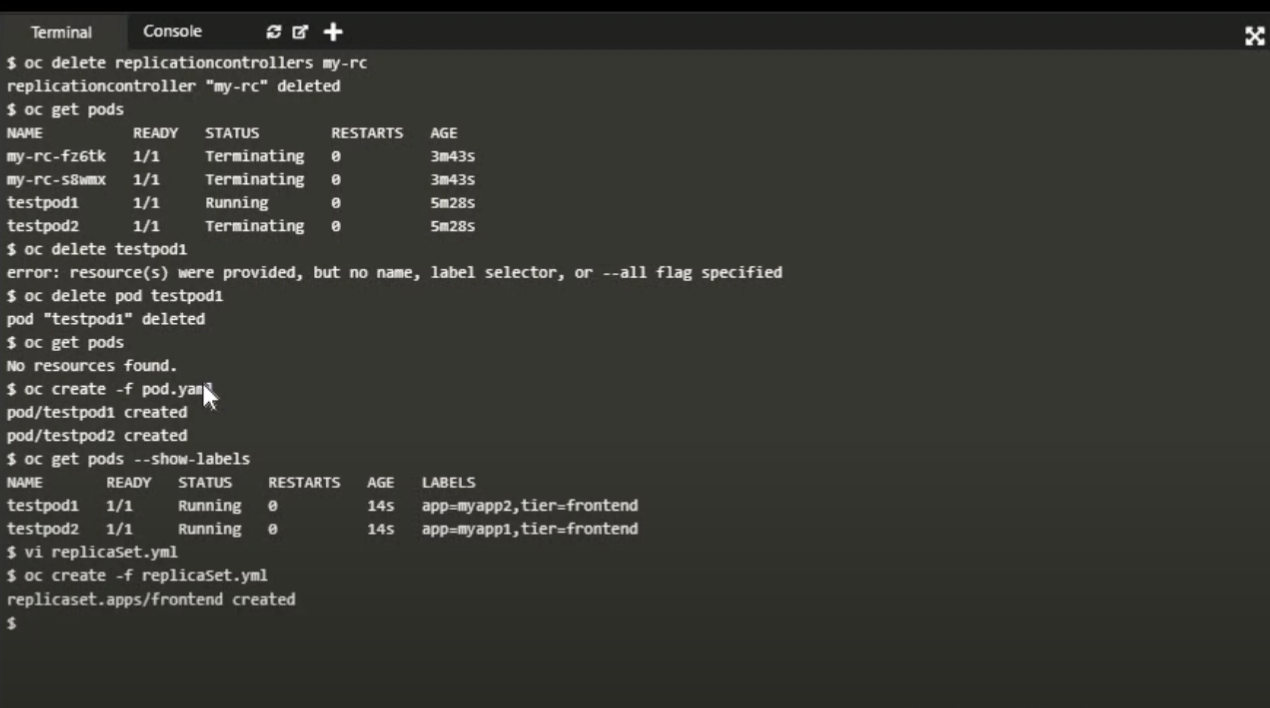 Terminal Console
$ oc delete replicationcontrollers my-rc
replicationcontroller "my-rc" deleted
$ oc get pods
NAME READY STATUS RESTARTS AGE
my-rc-fz6tk 1/1 Terminating 0 3m43s
my-rc-s8wmx 1/1 Terminating 0 3m43s
testpod1 1/1 Running 0 5m28s
testpod2 1/1 Terminating 0 5m28s
$ oc delete testpod1
error: resource(s) were provided, but no name, label selector, or --all flag specified
$ oc delete pod testpod1
pod "testpod1" deleted
$ oc get pods
No resources found.
$ oc create -f pod.yaml
pod/testpod1 created
pod/testpod2 created
$ oc get pods --show-labels
NAME READY STATUS RESTARTS AGE LABELS
testpod1 1/1 Running 0 14s app=myapp2,tier=frontend
testpod2 1/1 Running 0 14s app=myapp1,tier=frontend
$ vi replicaSet.yml
$ oc create -f replicaSet.yml
replicaset.apps/frontend created
$